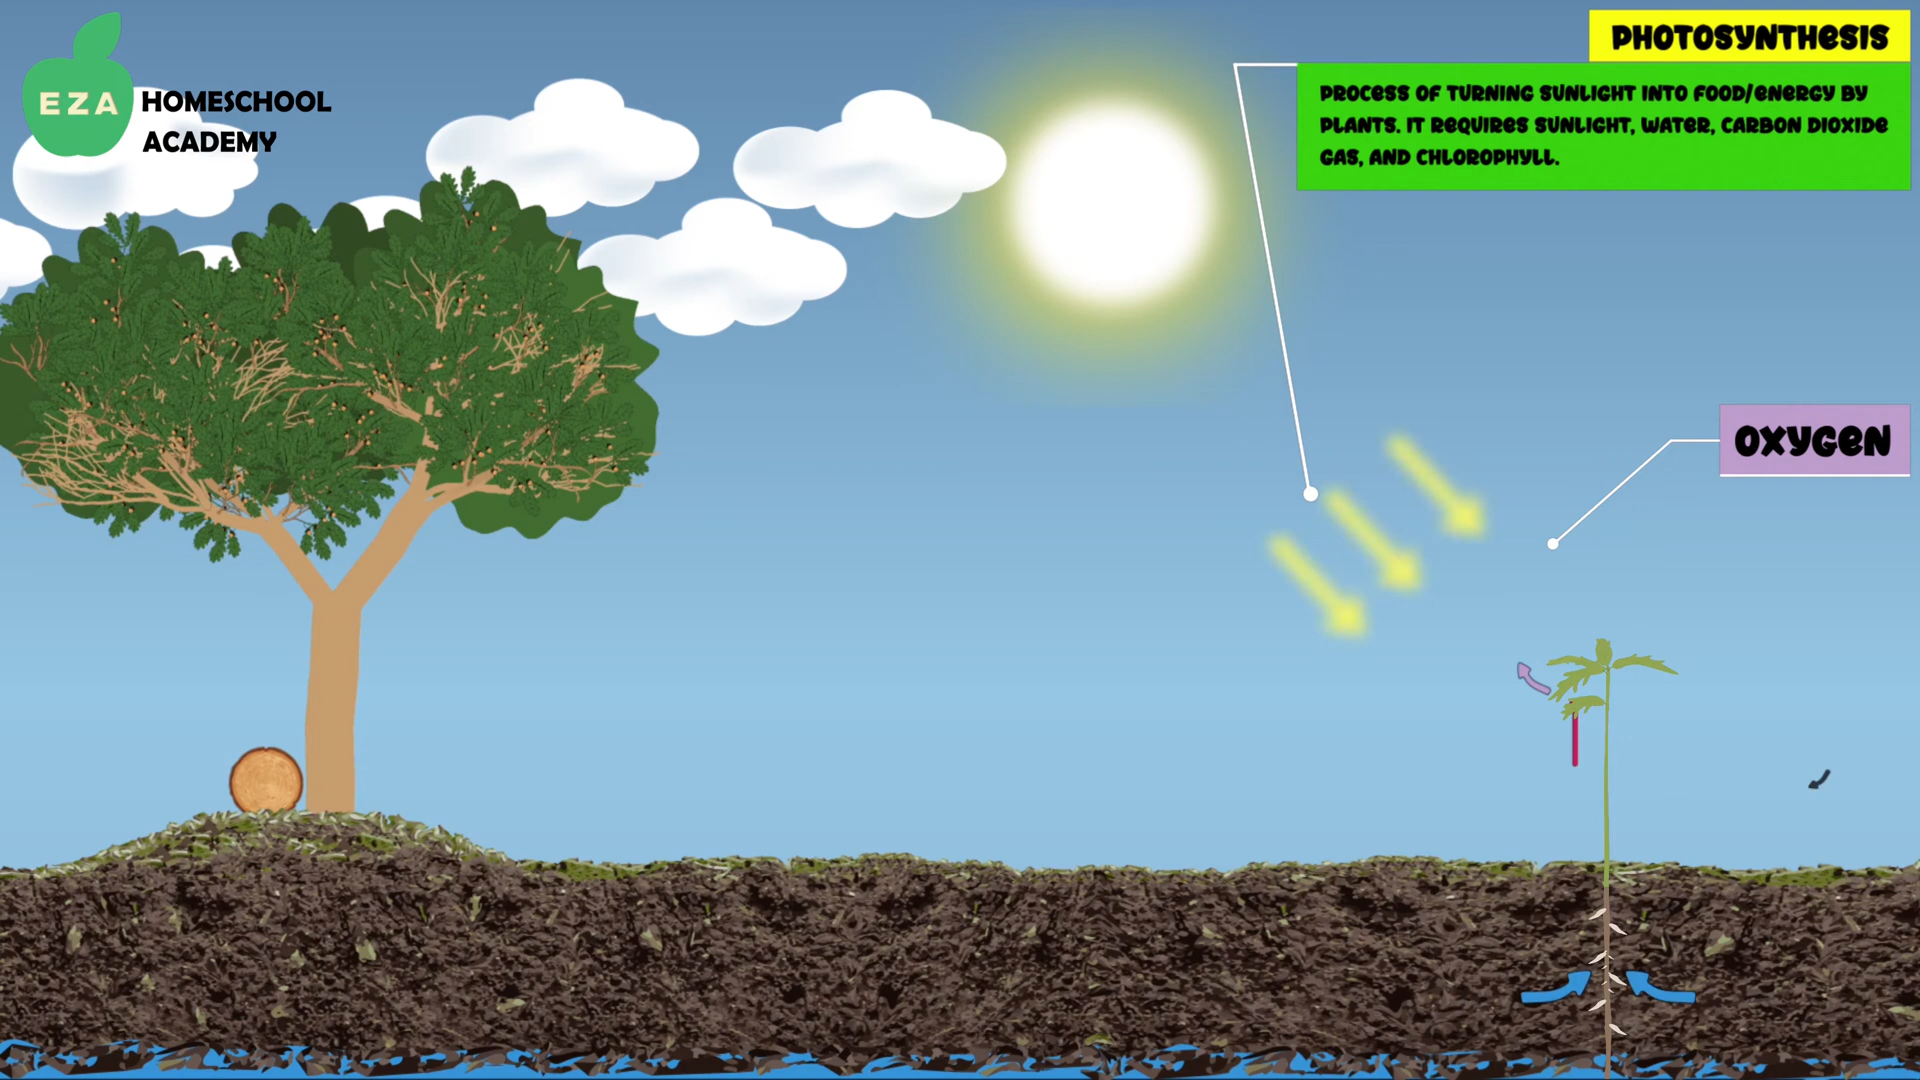 EZA
HOMESCHOOL
ACADEMY
PHOTOSYNTHESIS
PROCESS OF TURNING SUNLIGHT INTO FOOD/ENERGY BY
PLANTS. IT REQUIRES SUNLIGHT, WATER, CARBON DIOXIDE
GAS, AND CHLOROPHYLL.
OXYGEN